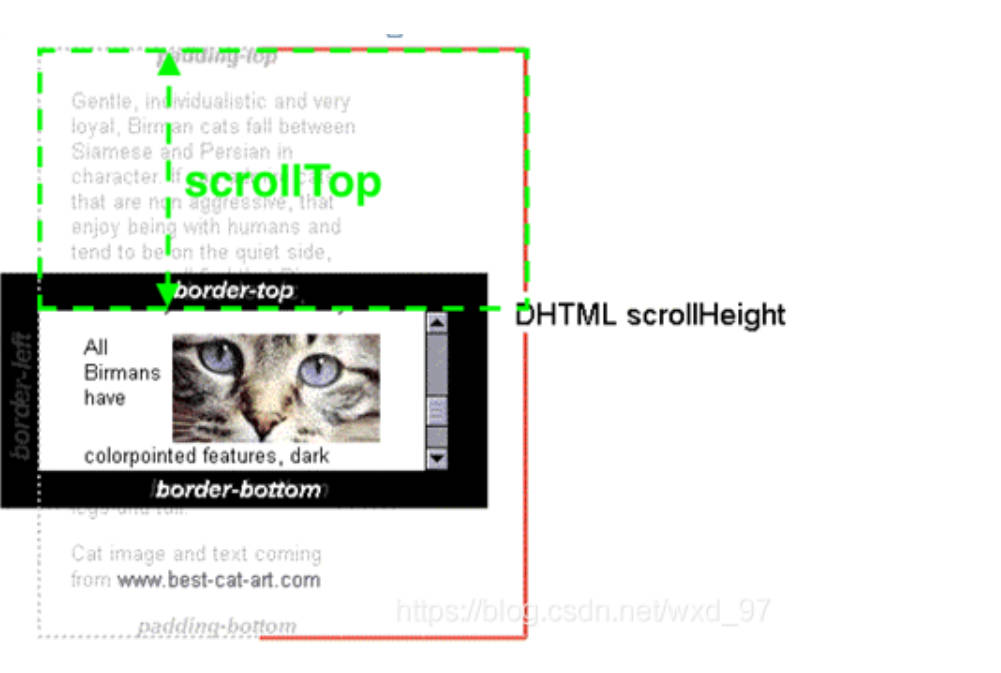 padding-top
Gentle, individualistic and very
loyal, Birman cats fall between
Siamese and Persian in
character. If
that are non aggressive, that
enjoy being with humans and
tend to be on the quiet side,
scrollTop
border-top
DHTML scrollHeight
border-left
All
Birmans
have
colorpointed features, dark
border-bottom
legs and tail.
Cat image and text coming
from www.best-cat-art.com
https://blog.csdn.net/wxd_97
padding-bottom